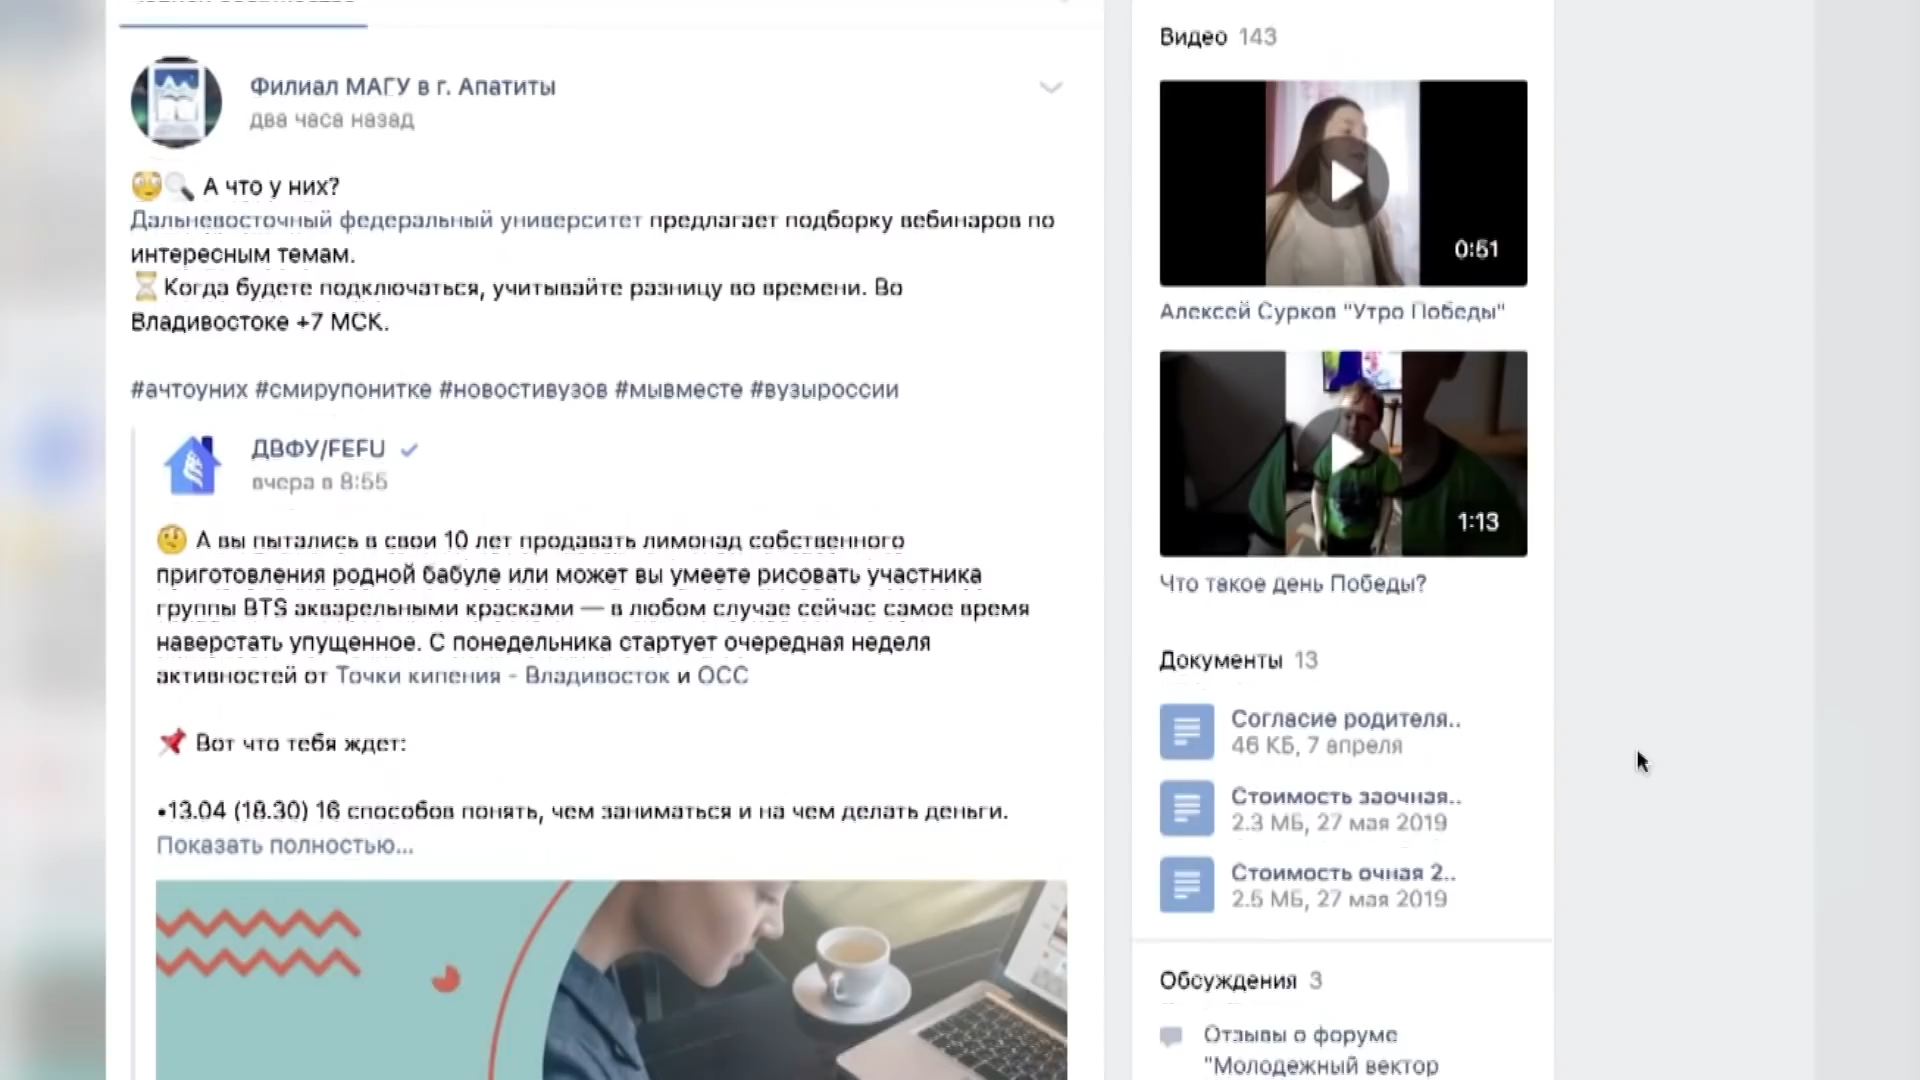 Филиал МАГУ в г. Апатиты
два часа назад
А что у них?
Дальневосточный федеральный университет предлагает подборку вебинаров по
интересным темам.
Когда будете подключаться, учитывайте разницу во времени. Во
Владивостоке +7 МСК.
#ачтоуних #смирупонитке #новостивузов #мывместе #вузыроссии
ДВФУ/FEFU
вчера в 8:55
А вы пытались в свои 10 лет продавать лимонад собственного
приготовления родной бабуле или может вы умеете рисовать участника
группы BTS акварельными красками — в любом случае сейчас самое время
наверстать упущенное. С понедельника стартует очередная неделя
активностей от Точки кипения - Владивосток и ОСС
Вот что тебя ждет:
•13.04 (18.30) 16 способов понять, чем заниматься и на чем делать деньги.
Показать полностью...
Видео 143
0:51
Алексей Сурков "Утро Победы"
1:13
Что такое день Победы?
Документы 13
Согласие родителя..
46 КБ, 7 апреля
Стоимость заочная..
2.3 МБ, 27 мая 2019
Стоимость очная 2..
2.5 МБ, 27 мая 2019
Обсуждения 3
Отзывы о форуме
"Молодежный вектор